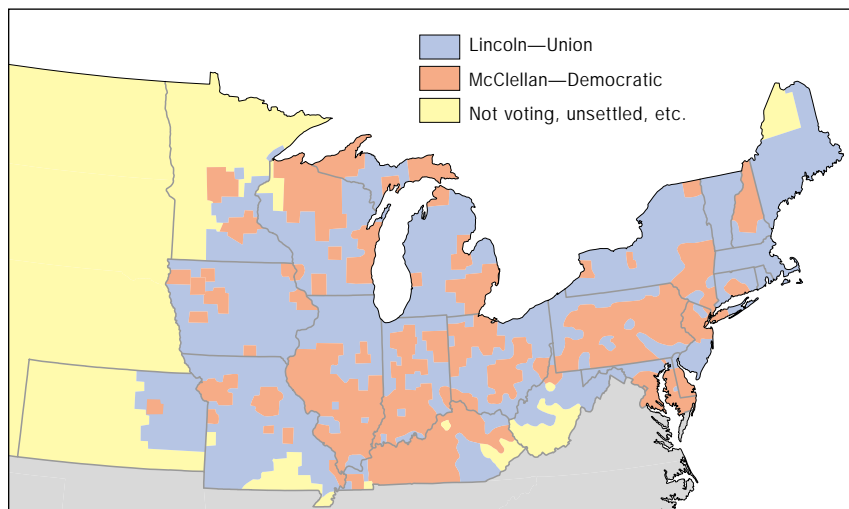 Lincoln—Union
McClellan—Democratic
Not voting, unsettled, etc.